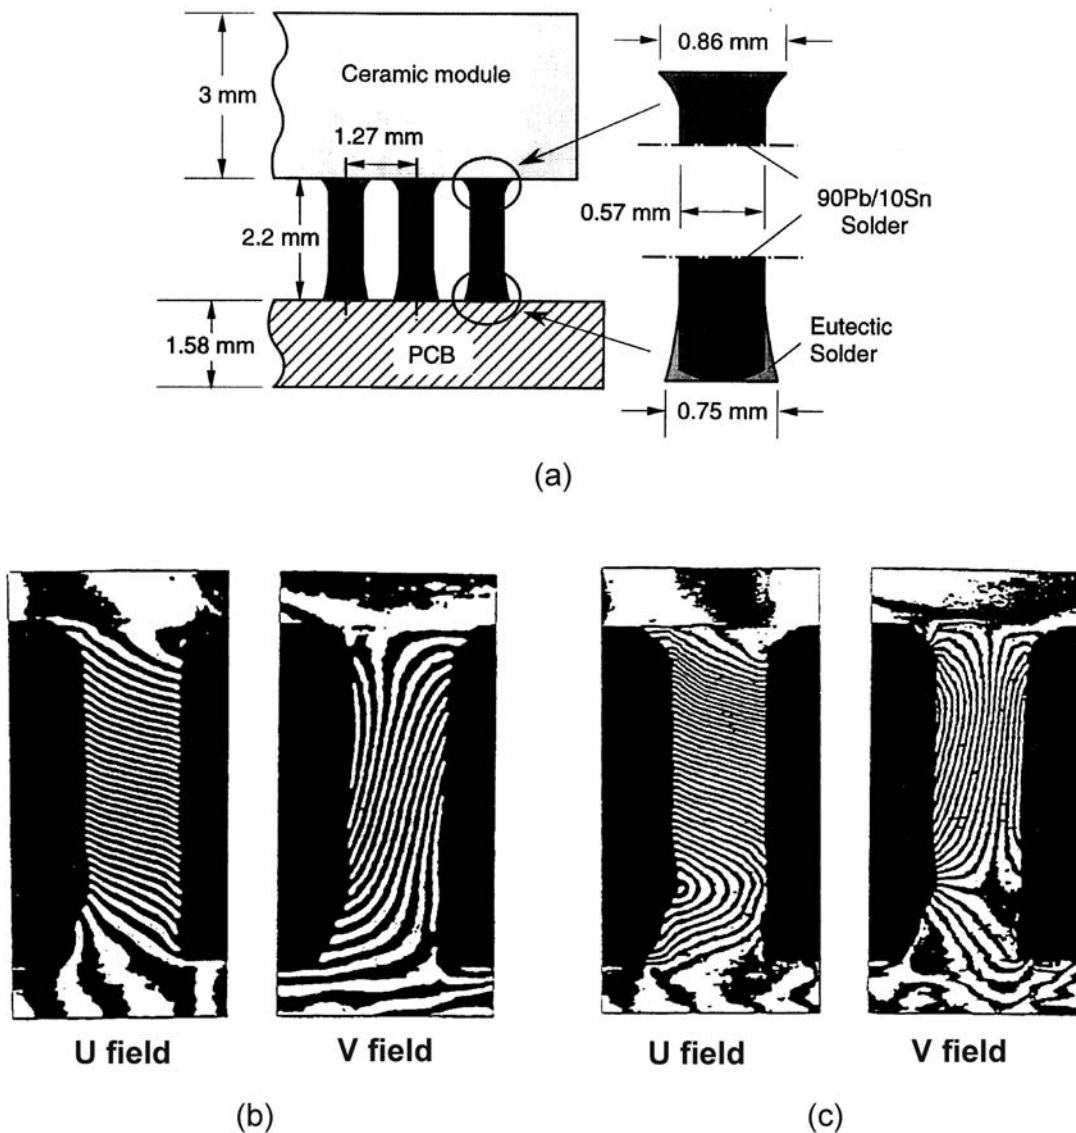 0.86 mm
Ceramic module
3 mm
1.27 mm
90Pb/10Sn
Solder
0.57 mm
2.2 mm
Eutectic
Solder
1.58 mm
PCB
0.75 mm
(a)
U field
V field
U field
V field
(b)
(c)